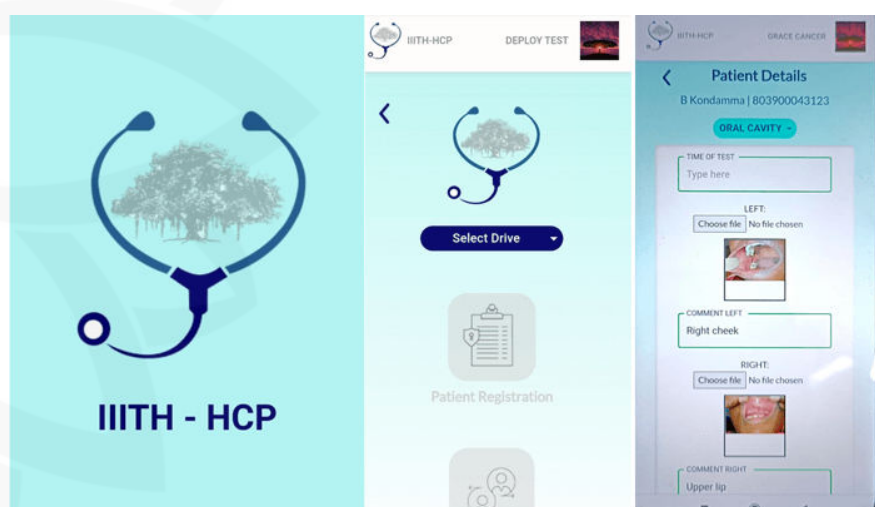 IIITH - HCP
IIITH-HCP DEPLOY TEST
Select Drive
Patient Registration
IIITH-HCP GRACE CANCER
Patient Details
B Kondamma | 803900043123
ORAL CAVITY
TIME OF TEST
Type here
LEFT:
Choose file No file chosen
COMMENT LEFT
Right cheek
RIGHT:
Choose file No file chosen
COMMENT RIGHT
Upper lip